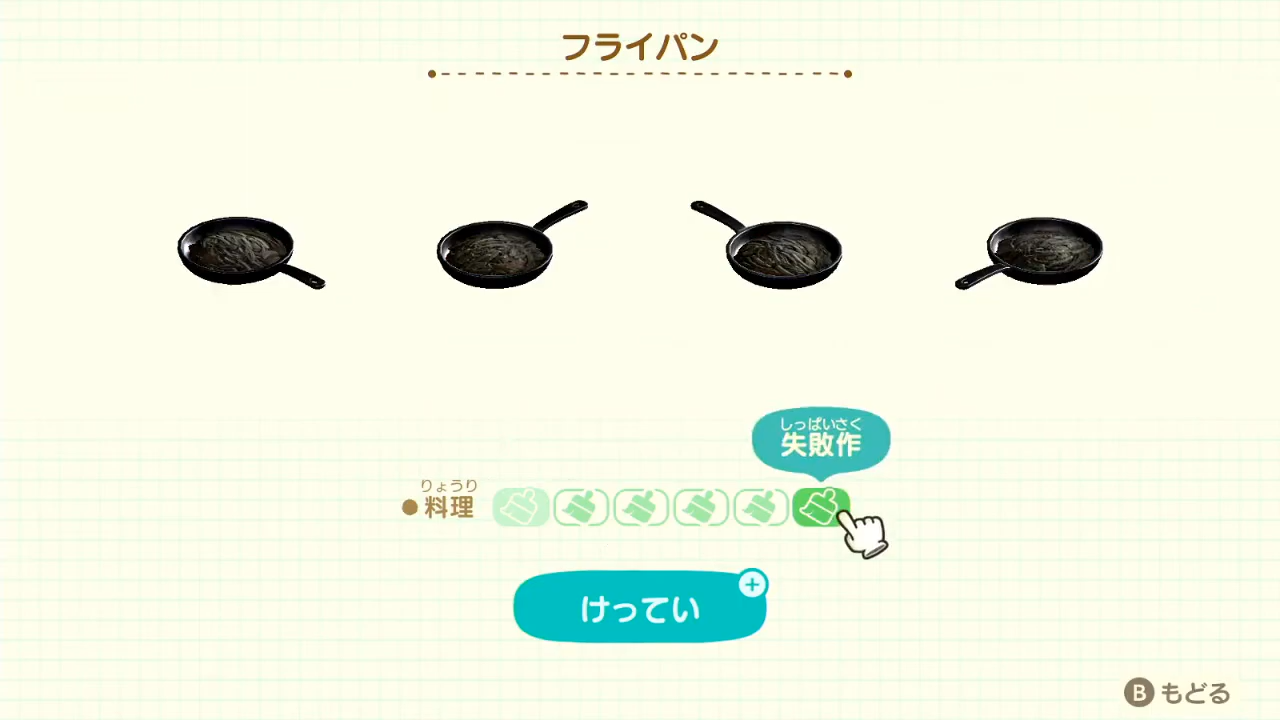 フライパン
しっぱいさく
失敗作
りょうり
料理
けってい
B もどる